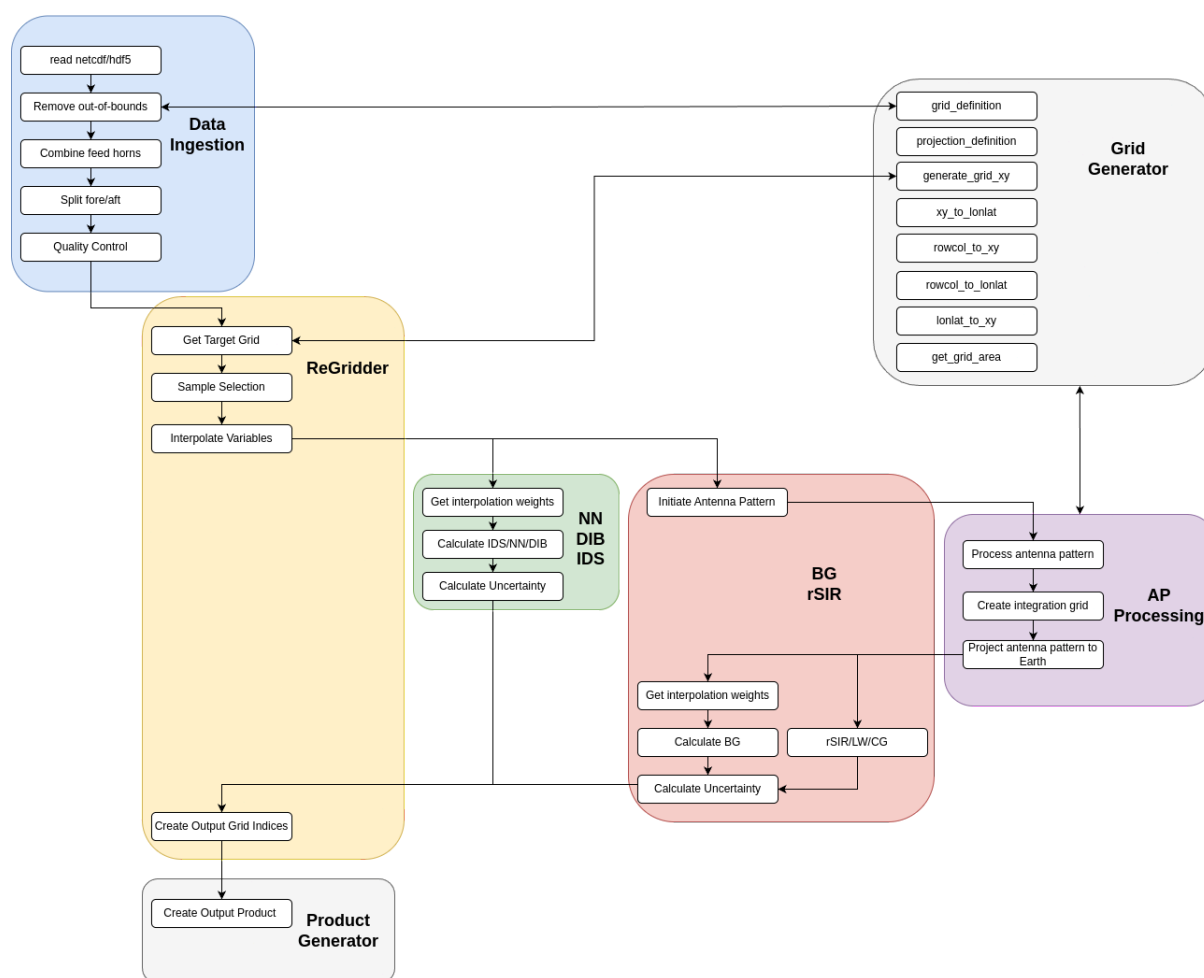 read netcdf/hdf5
Remove out-of-bounds
Combine feed horns
Split fore/aft
Quality Control
Data
Ingestion
grid_definition
projection_definition
generate_grid_xy
xy_to_lonlat
rowcol_to_xy
rowcol_to_lonlat
lonlat_to_xy
get_grid_area
Grid
Generator
Get Target Grid
Sample Selection
Interpolate Variables
ReGridder
Get interpolation weights
Calculate IDS/NN/DIB
Calculate Uncertainty
NN
DIB
IDS
Initiate Antenna Pattern
BG
rSIR
Process antenna pattern
Create integration grid
Project antenna pattern to
Earth
AP
Processing
Get interpolation weights
Calculate BG
rSIR/LW/CG
Calculate Uncertainty
Create Output Grid Indices
Create Output Product
Product
Generator